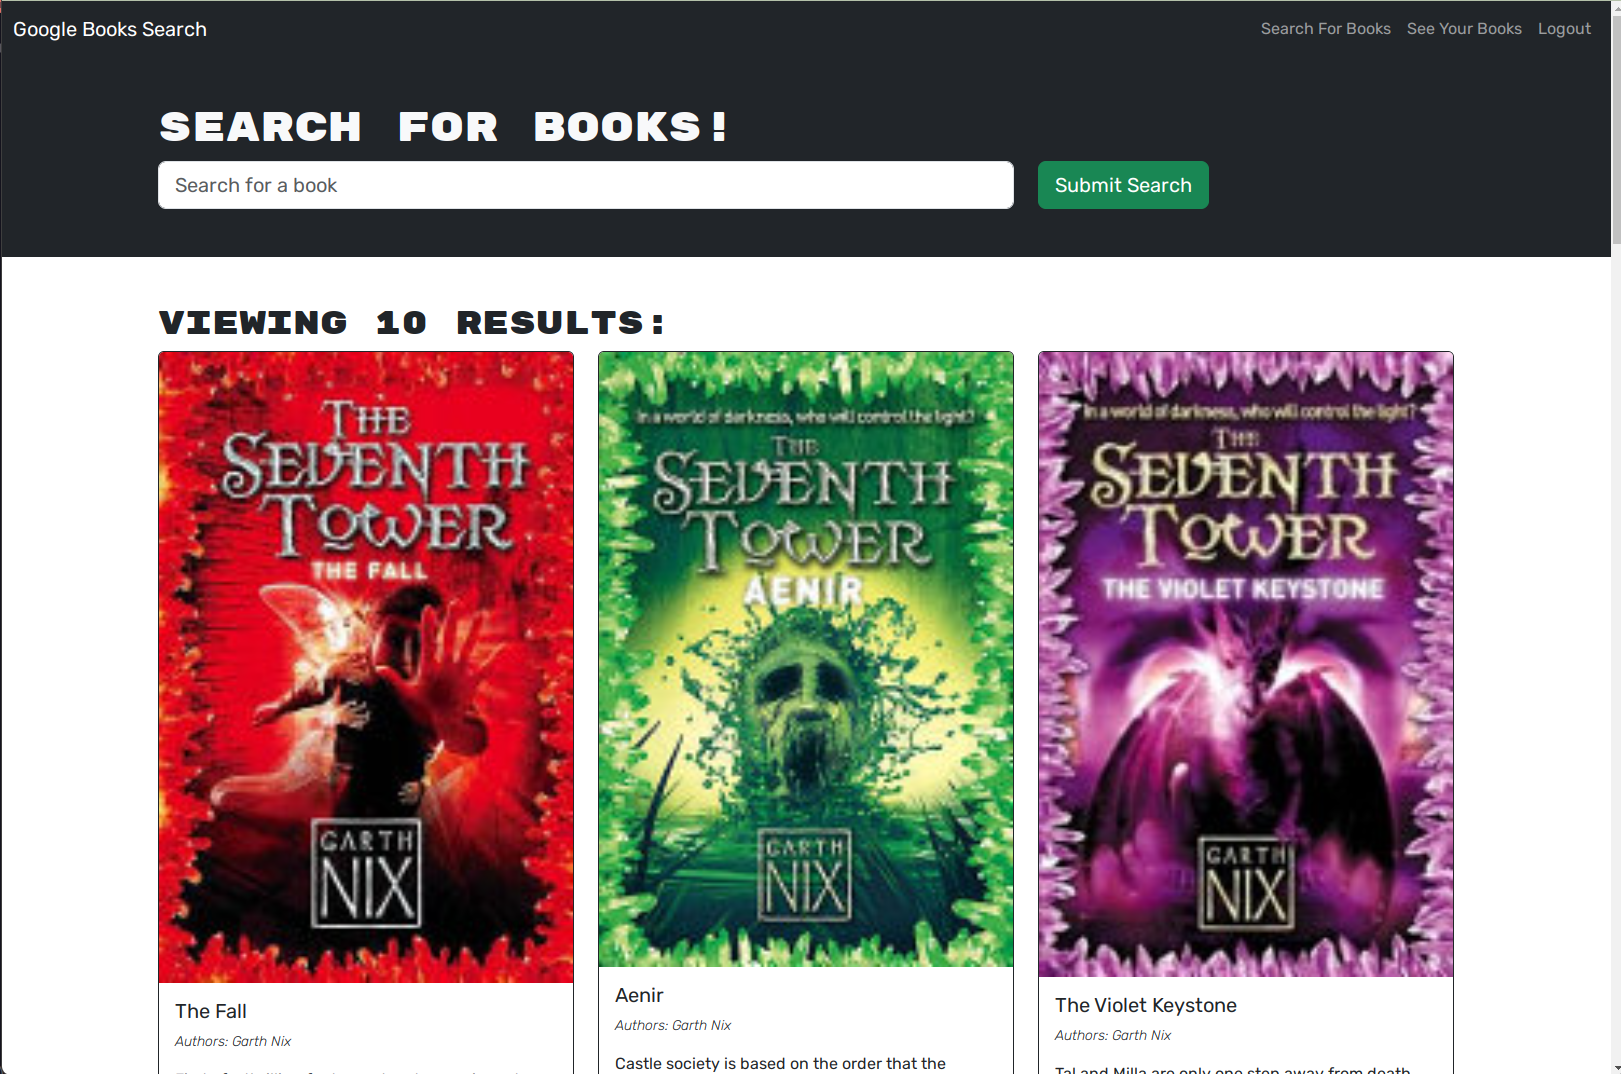 Google Books Search
Search For Books See Your Books Logout
SEARCH FOR BOOKS!
Search for a book
Submit Search
VIEWING 10 RESULTS:
THE
SEVENTH
TOWER
THE FALL
GARTH
NIX
The Fall
Authors: Garth Nix
In a world of darkness, who will control the light?
THE
SEVENTH
TOWER
AENIR
GARTH
NIX
Aenir
Authors: Garth Nix
Castle society is based on the order that the
In a world of darkness, who will control the light?
THE
SEVENTH
TOWER
THE VIOLET KEYSTONE
GARTH
NIX
The Violet Keystone
Authors: Garth Nix
Tal and Milla are only one step away from death